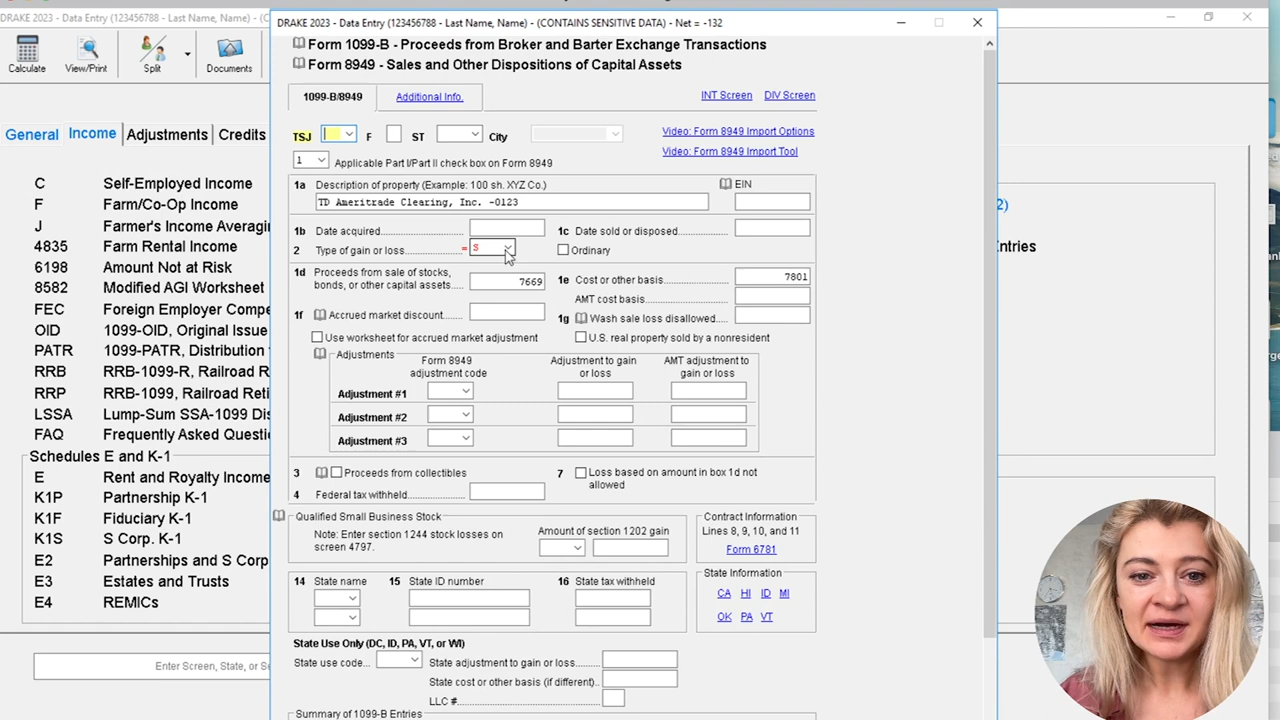 DRAKE 2023 - Data Entry (123456788 - Last Name, Name) - (CO
DRAKE 2023 - Data Entry (123456788 - Last Name, Name) - (CONTAINS SENSITIVE DATA) - Net = -132
Calculate View/Print Split Documents
General Income Adjustments Credits
C Self-Employed Income
F Farm/Co-Op Income
J Farmer's Income Averagin
4835 Farm Rental Income
6198 Amount Not at Risk
8582 Modified AGI Worksheet
FEC Foreign Employer Compe
OID 1099-OID, Original Issue
PATR 1099-PATR, Distribution
RRB RRB-1099-R, Railroad R
RRP RRB-1099, Railroad Reti
LSSA Lump-Sum SSA-1099 Dis
FAQ Frequently Asked Questio
Schedules E and K-1
E Rent and Royalty Income
K1P Partnership K-1
K1F Fiduciary K-1
K1S S Corp. K-1
E2 Partnerships and S Corp
E3 Estates and Trusts
E4 REMICs
Enter Screen, State, or Se
Form 1099-B - Proceeds from Broker and Barter Exchange Transactions
Form 8949 - Sales and Other Dispositions of Capital Assets
1099-B/8949 Additional Info. INT Screen DIV Screen
TSJ F ST City Video: Form 8949 Import Options
Video: Form 8949 Import Tool
1 Applicable Part I/Part II check box on Form 8949
1a Description of property (Example: 100 sh. XYZ Co.) EIN
TD Ameritrade Clearing, Inc. -0123
1b Date acquired 1c Date sold or disposed
2 Type of gain or loss = S Ordinary
1d Proceeds from sale of stocks, bonds, or other capital assets 7669 1e Cost or other basis 7801
AMT cost basis
1f Accrued market discount 1g Wash sale loss disallowed
Use worksheet for accrued market adjustment U.S. real property sold by a nonresident
Adjustments Form 8949 adjustment code Adjustment to gain or loss AMT adjustment to gain or loss
Adjustment #1
Adjustment #2
Adjustment #3
3 Proceeds from collectibles 7 Loss based on amount in box 1d not allowed
4 Federal tax withheld
Qualified Small Business Stock
Note: Enter section 1244 stock losses on screen 4797. Amount of section 1202 gain
Contract Information
Lines 8, 9, 10, and 11
Form 6781
14 State name 15 State ID number 16 State tax withheld
State Information
CA HI ID MI
OK PA VT
State Use Only (DC, ID, PA, VT, or WI)
State use code... State adjustment to gain or loss
State cost or other basis (if different)
LLC #
Summary of 1099-B Entries
2)
ntries